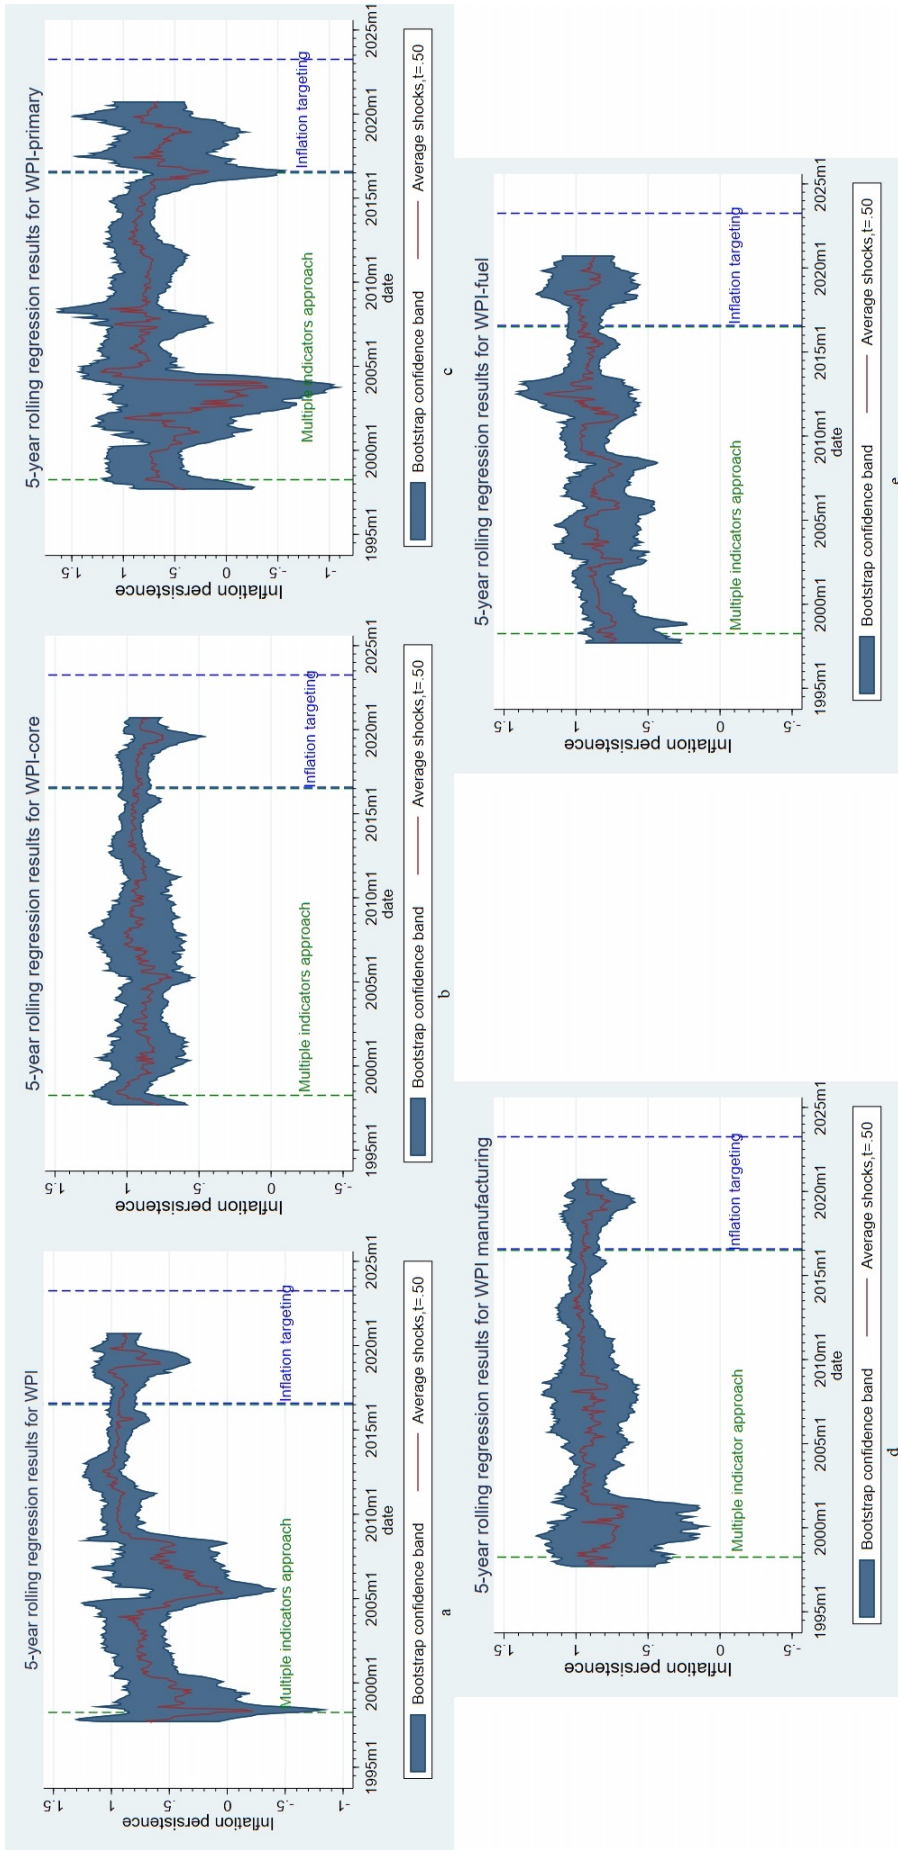 5-year rolling regression results for WPI
Inflation persistence
1.5
1
.5
0
-.5
-1
Multiple indicators approach
Inflation targeting
1995m1 2000m1 2005m1 2010m1 2015m1 2020m1 2025m1
date
Bootstrap confidence band Average shocks,t=.50
a
5-year rolling regression results for WPI-core
Inflation persistence
1.5
1
.5
0
-.5
Multiple indicators approach
Inflation targeting
1995m1 2000m1 2005m1 2010m1 2015m1 2020m1 2025m1
date
Bootstrap confidence band Average shocks,t=.50
b
5-year rolling regression results for WPI-primary
Inflation persistence
1.5
1
.5
0
-.5
-1
Multiple indicators approach
Inflation targeting
1995m1 2000m1 2005m1 2010m1 2015m1 2020m1 2025m1
date
Bootstrap confidence band Average shocks,t=.50
c
5-year rolling regression results for WPI manufacturing
Inflation persistence
1.5
1
.5
0
-.5
Multiple indicator approach
Inflation targeting
1995m1 2000m1 2005m1 2010m1 2015m1 2020m1 2025m1
date
Bootstrap confidence band Average shocks,t=.50
d
5-year rolling regression results for WPI-fuel
Inflation persistence
1.5
1
.5
0
-.5
Multiple indicators approach
Inflation targeting
1995m1 2000m1 2005m1 2010m1 2015m1 2020m1 2025m1
date
Bootstrap confidence band Average shocks,t=.50
e